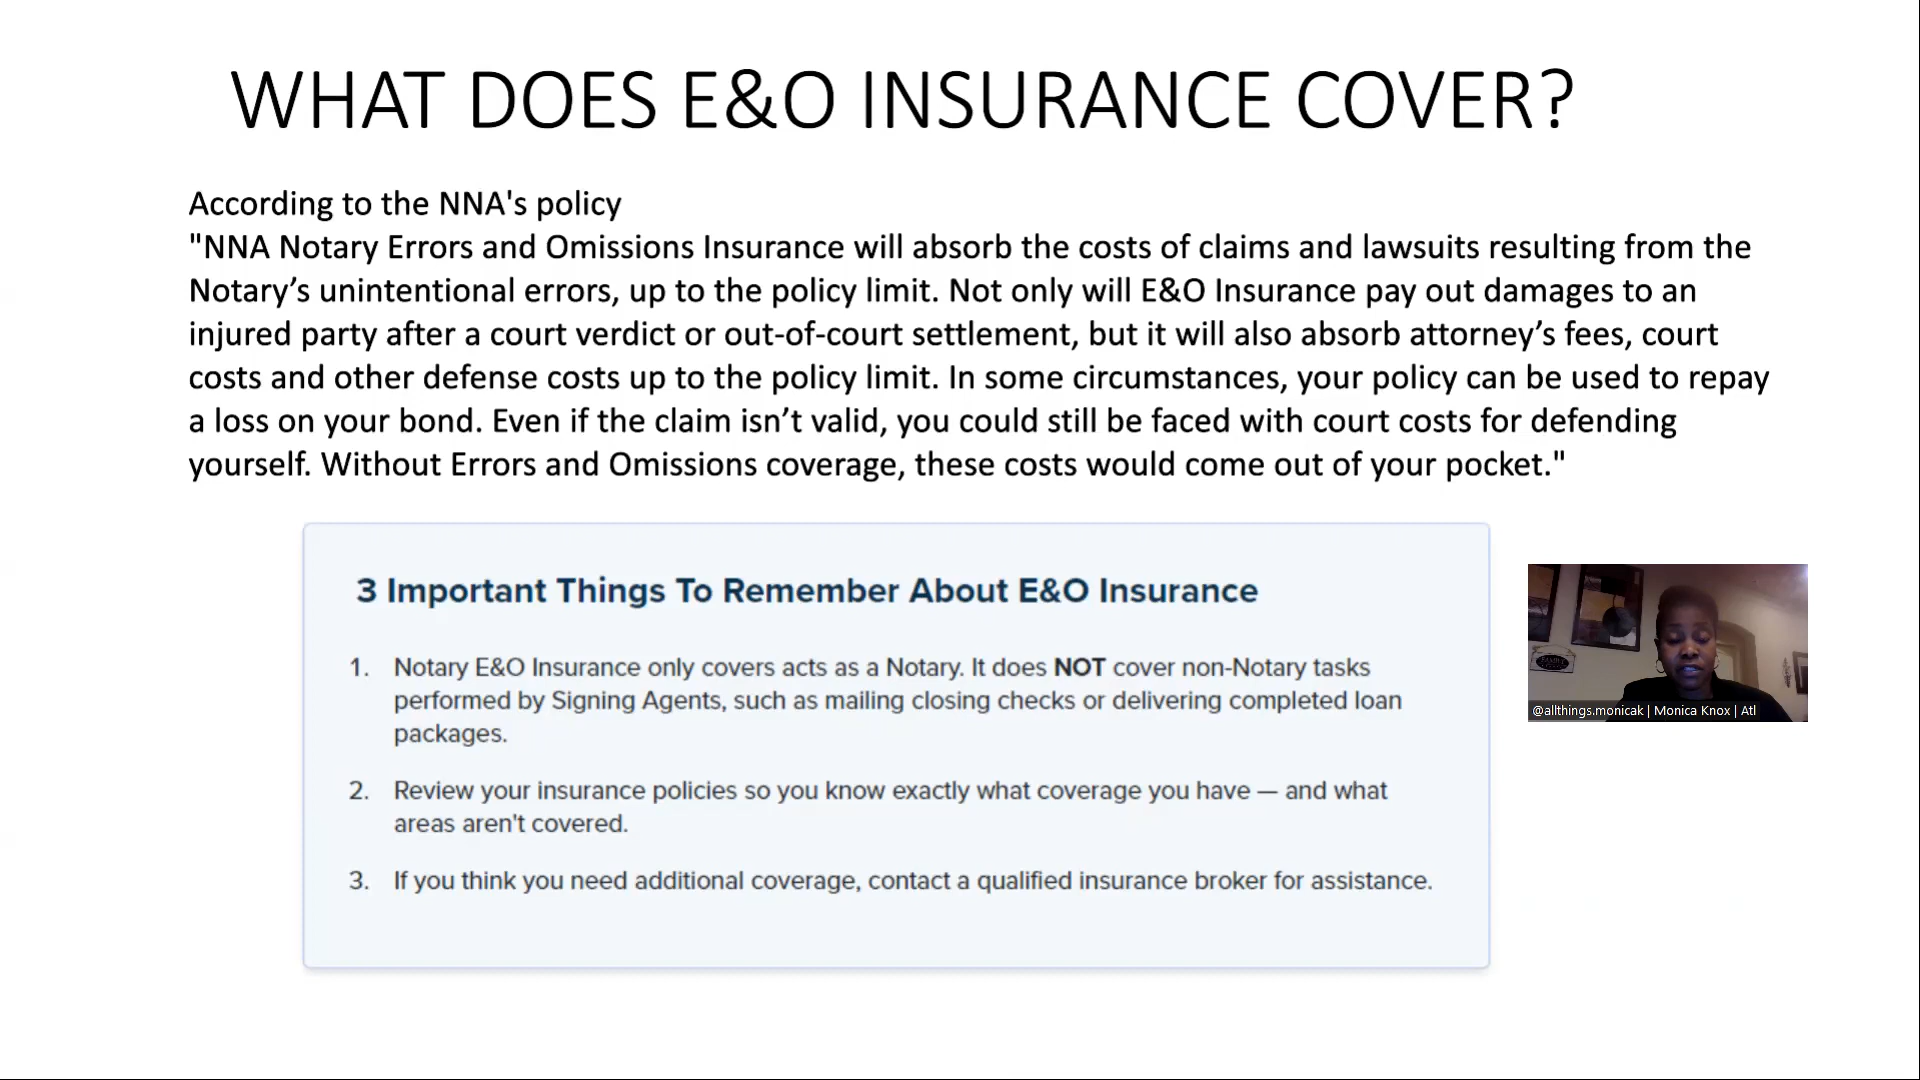 WHAT DOES E&O INSURANCE COVER?
According to the NNA's policy
"NNA Notary Errors and Omissions Insurance will absorb the costs of claims and lawsuits resulting from the
Notary’s unintentional errors, up to the policy limit. Not only will E&O Insurance pay out damages to an
injured party after a court verdict or out-of-court settlement, but it will also absorb attorney’s fees, court
costs and other defense costs up to the policy limit. In some circumstances, your policy can be used to repay
a loss on your bond. Even if the claim isn’t valid, you could still be faced with court costs for defending
yourself. Without Errors and Omissions coverage, these costs would come out of your pocket."
3 Important Things To Remember About E&O Insurance
1. Notary E&O Insurance only covers acts as a Notary. It does NOT cover non-Notary tasks
performed by Signing Agents, such as mailing closing checks or delivering completed loan
packages.
2. Review your insurance policies so you know exactly what coverage you have — and what
areas aren't covered.
3. If you think you need additional coverage, contact a qualified insurance broker for assistance.
FAMILY
@allthings.monicak | Monica Knox | Atl